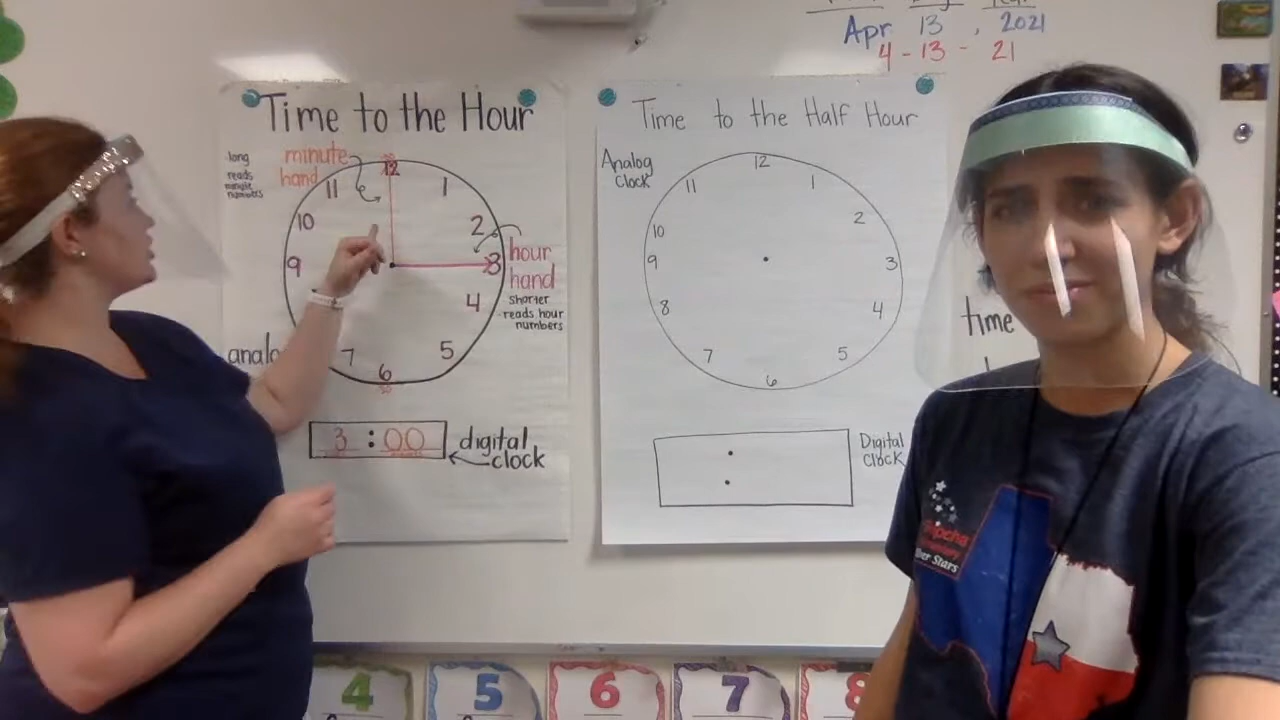 Apr 13, 2021
4-13-21
Time to the Hour
long
reads
minute
numbers
minute
hand
12
1
2
3
4
5
6
7
9
10
11
hour
hand
shorter
reads hour
numbers
3:00
digital
clock
Time to the Half Hour
Analog
Clock
12
1
2
3
4
5
6
7
8
9
10
11
:
Digital
Clock
time
Stars
4
5
6
7
8